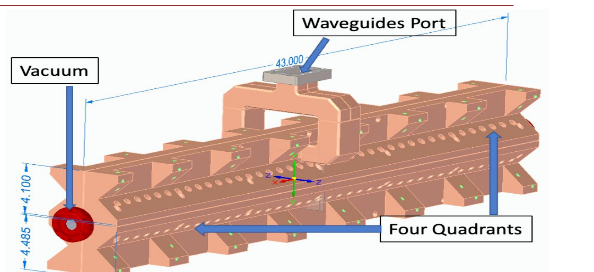 Waveguides Port
43.000
Vacuum
4.100
4.485
Z
X
Z
Four Quadrants